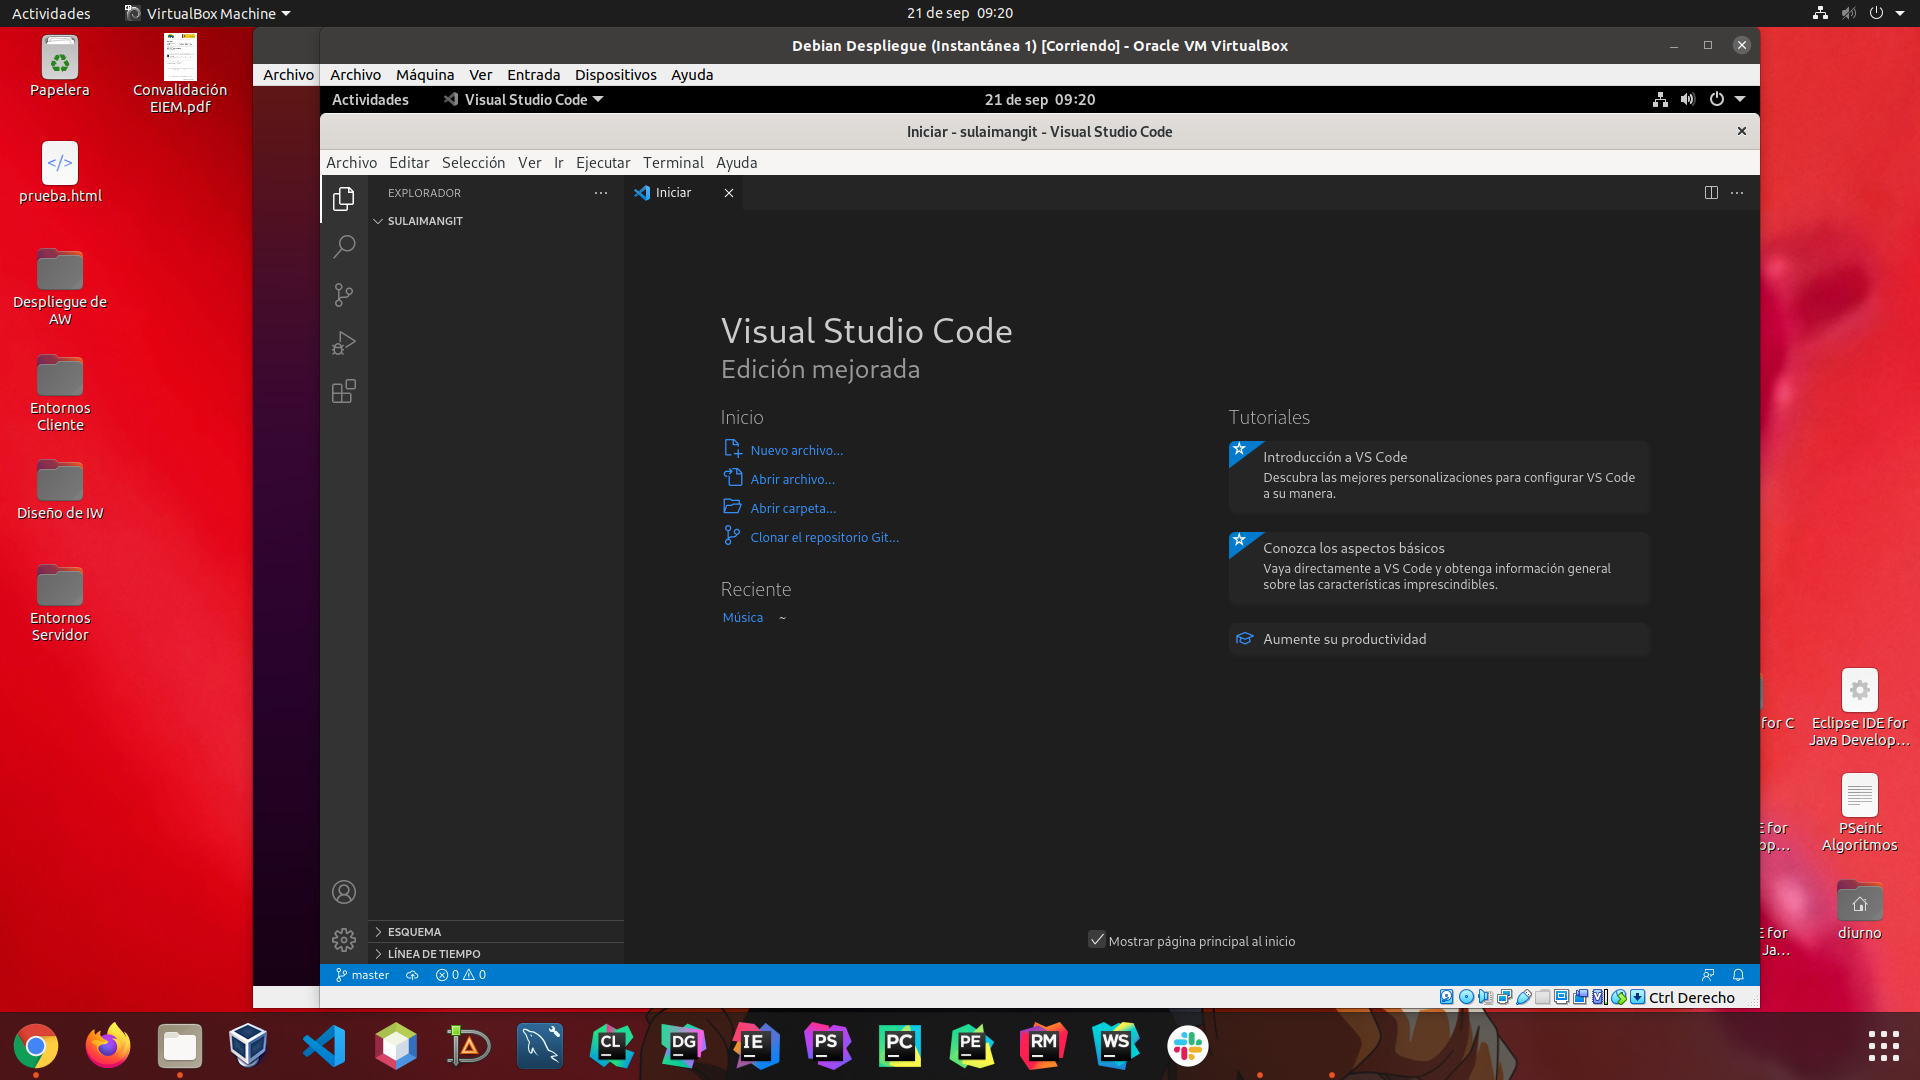 Actividades
VirtualBox Machine
21 de sep 09:20
Papelera
Convalidación
EIEM.pdf
prueba.html
Despliegue de
AW
Entornos
Cliente
Diseño de IW
Entornos
Servidor
Debian Despliegue (Instantánea 1) [Corriendo] - Oracle VM VirtualBox
Archivo
Archivo Máquina Ver Entrada Dispositivos Ayuda
Actividades
Visual Studio Code
21 de sep 09:20
Iniciar - sulaimangit - Visual Studio Code
Archivo Editar Selección Ver Ir Ejecutar Terminal Ayuda
EXPLORADOR
SULAIMANGIT
Iniciar
Visual Studio Code
Edición mejorada
Inicio
Nuevo archivo...
Abrir archivo...
Abrir carpeta...
Clonar el repositorio Git...
Reciente
Música ~
Tutoriales
Introducción a VS Code
Descubra las mejores personalizaciones para configurar VS Code
a su manera.
Conozca los aspectos básicos
Vaya directamente a VS Code y obtenga información general
sobre las características imprescindibles.
Aumente su productividad
Mostrar página principal al inicio
ESQUEMA
LÍNEA DE TIEMPO
master
0
0
Ctrl Derecho
for C
Eclipse IDE for
Java Develop...
E for
op...
PSeint
Algoritmos
E for
Ja...
diurno
CL
DG
IE
PS
PC
PE
RM
WS